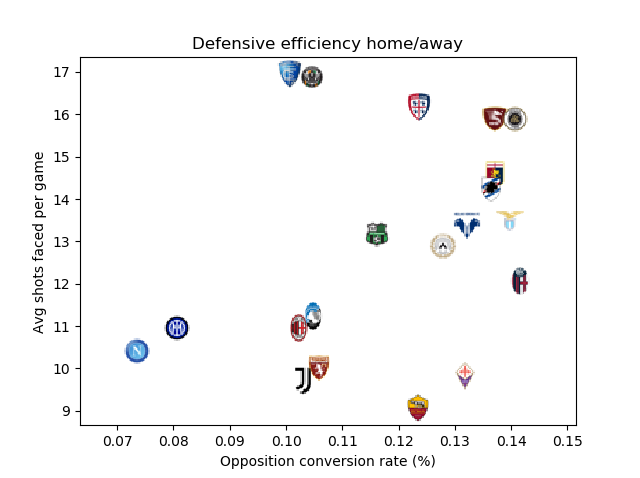 Defensive efficiency home/away
Avg shots faced per game
17
16
15
14
13
12
11
10
9
0.07 0.08 0.09 0.10 0.11 0.12 0.13 0.14 0.15
Opposition conversion rate (%)